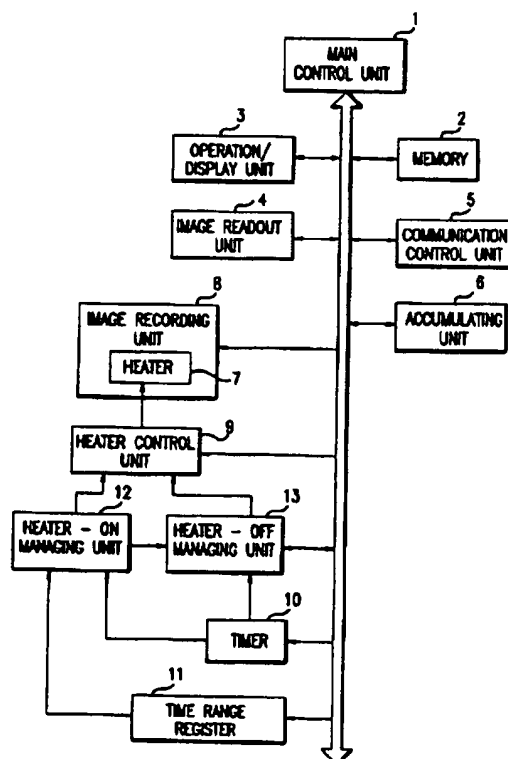 1
MAIN
CONTROL UNIT
3
OPERATION/
DISPLAY UNIT
2
MEMORY
4
IMAGE READOUT
UNIT
5
COMMUNICATION
CONTROL UNIT
8
IMAGE RECORDING
UNIT
HEATER
7
6
ACCUMULATING
UNIT
9
HEATER CONTROL
UNIT
12
HEATER - ON
MANAGING UNIT
13
HEATER - OFF
MANAGING UNIT
10
TIMER
11
TIME RANGE
REGISTER